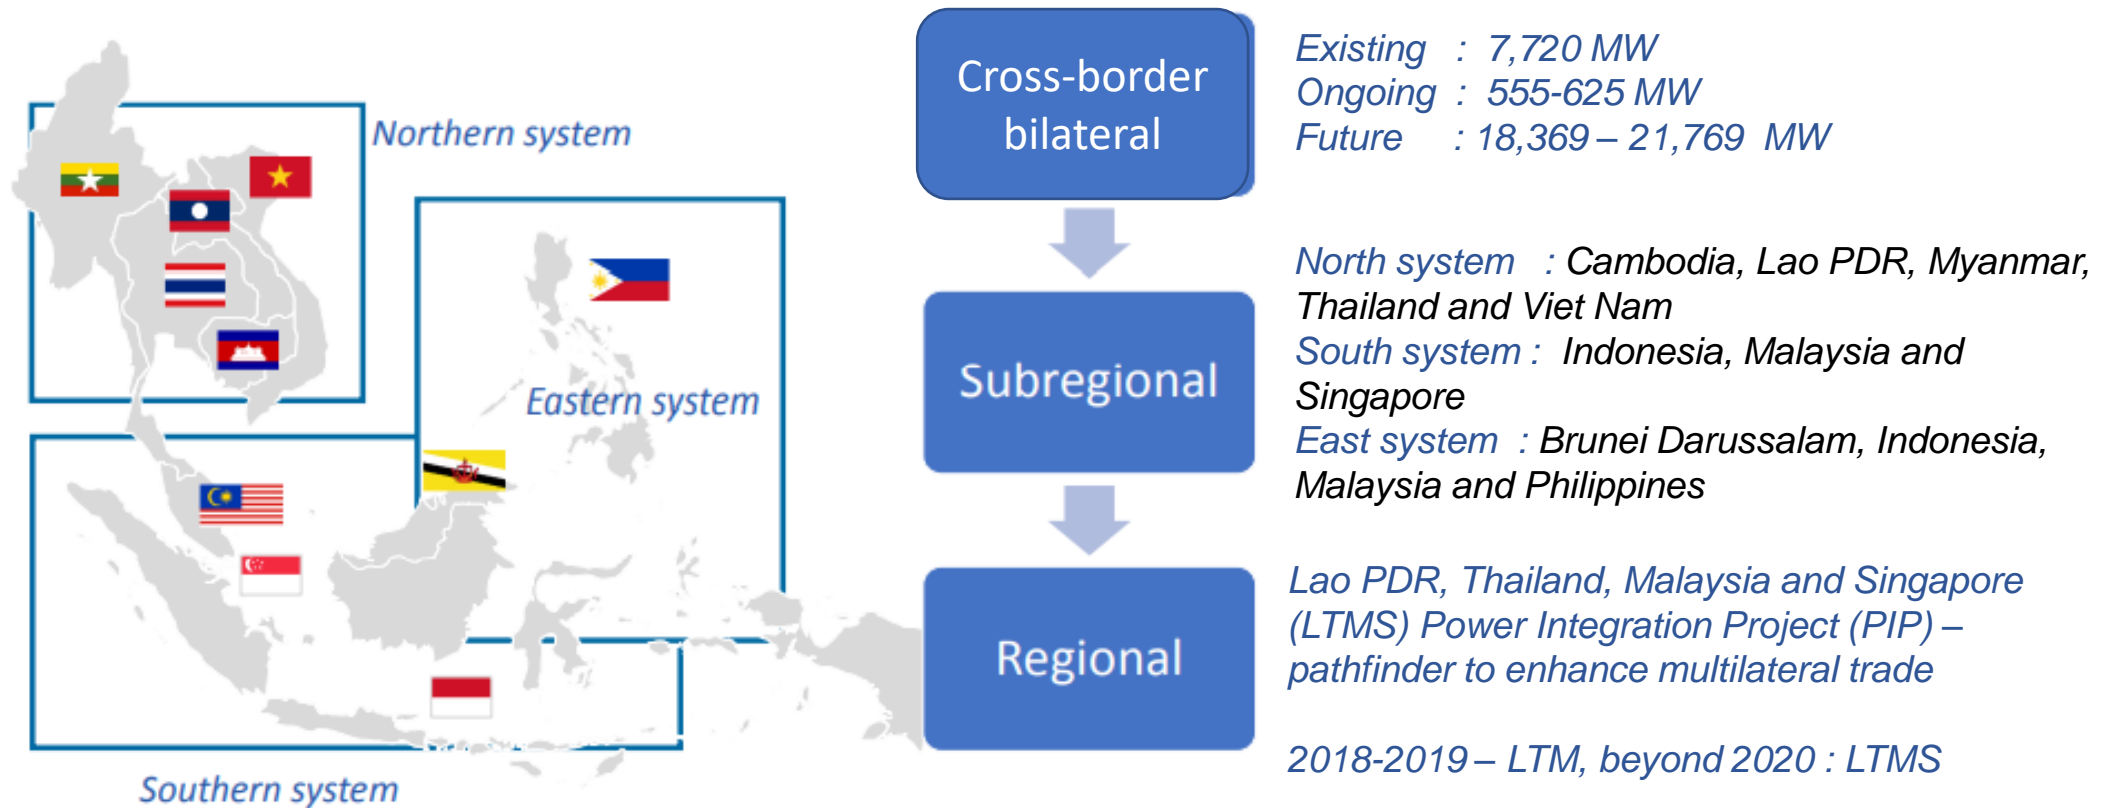 Northern system
Eastern system
Southern system
Cross-border
bilateral
Existing : 7,720 MW
Ongoing : 555-625 MW
Future : 18,369 – 21,769 MW
Subregional
North system : Cambodia, Lao PDR, Myanmar,
Thailand and Viet Nam
South system : Indonesia, Malaysia and
Singapore
East system : Brunei Darussalam, Indonesia,
Malaysia and Philippines
Regional
Lao PDR, Thailand, Malaysia and Singapore
(LTMS) Power Integration Project (PIP) –
pathfinder to enhance multilateral trade
2018-2019 – LTM, beyond 2020 : LTMS